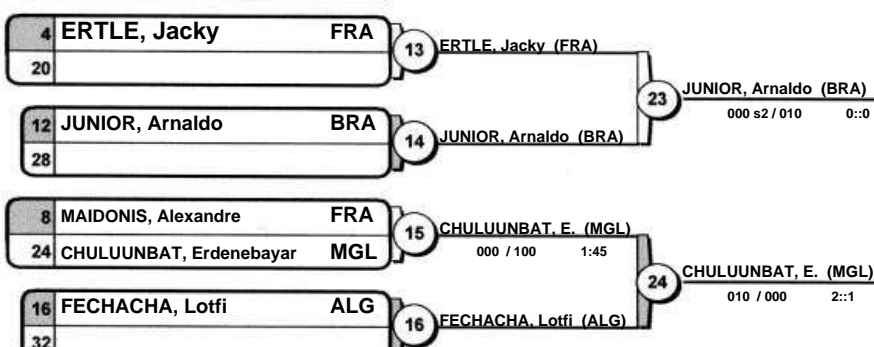 4 ERTLE, Jacky FRA
20
13 ERTLE, Jacky (FRA)
12 JUNIOR, Arnaldo BRA
28
14 JUNIOR, Arnaldo (BRA)
23 JUNIOR, Arnaldo (BRA)
000 s2 / 010 0::0
8 MAIDONIS, Alexandre FRA
24 CHULUUNBAT, Erdenebayar MGL
15 CHULUUNBAT, E. (MGL)
000 / 100 1:45
16 FECHACHA, Lotfi ALG
32
16 FECHACHA, Lotfi (ALG)
24 CHULUUNBAT, E. (MGL)
010 / 000 2::1